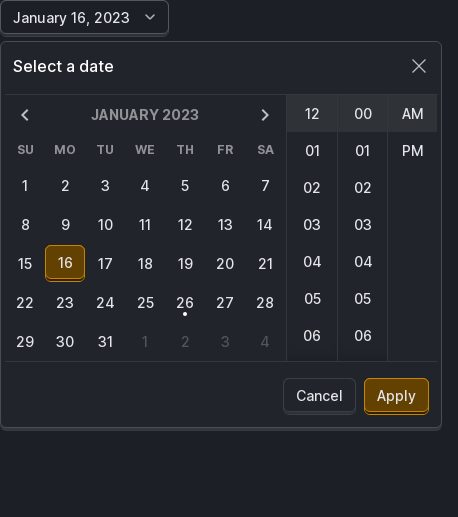 January 16, 2023
Select a date
JANUARY 2023 12 00 AM
SU MO TU WE TH FR SA 01 01 PM
1 2 3 4 5 6 7 02 02
8 9 10 11 12 13 14 03 03
15 16 17 18 19 20 21 04 04
22 23 24 25 26 27 28 05 05
29 30 31 1 2 3 4 06 06
Cancel Apply